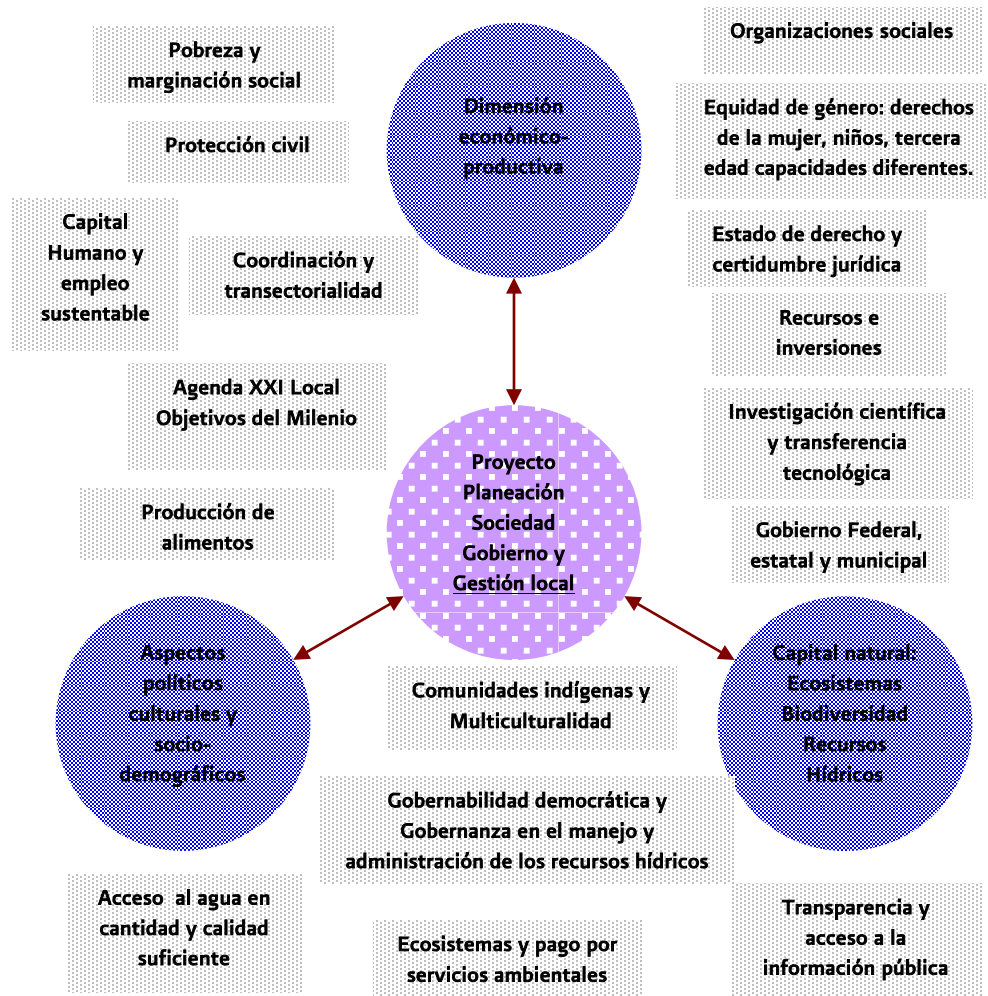 Pobreza y
marginación social
Dimensión
económico-
productiva
Organizaciones sociales
Equidad de género: derechos
de la mujer, niños, tercera
edad capacidades diferentes.
Protección civil
Capital
Humano y
empleo
sustentable
Coordinación y
transectorialidad
Estado de derecho y
certidumbre jurídica
Recursos e
inversiones
Agenda XXI Local
Objetivos del Milenio
Investigación científica
y transferencia
tecnológica
Proyecto
Planeación
Sociedad
Gobierno y
Gestión local
Producción de
alimentos
Gobierno Federal,
estatal y municipal
Aspectos
políticos
culturales y
socio-
demográficos
Comunidades indígenas y
Multiculturalidad
Capital natural:
Ecosistemas
Biodiversidad
Recursos
Hídricos
Gobernabilidad democrática y
Gobernanza en el manejo y
administración de los recursos hídricos
Acceso al agua en
cantidad y calidad
suficiente
Ecosistemas y pago por
servicios ambientales
Transparencia y
acceso a la
información pública